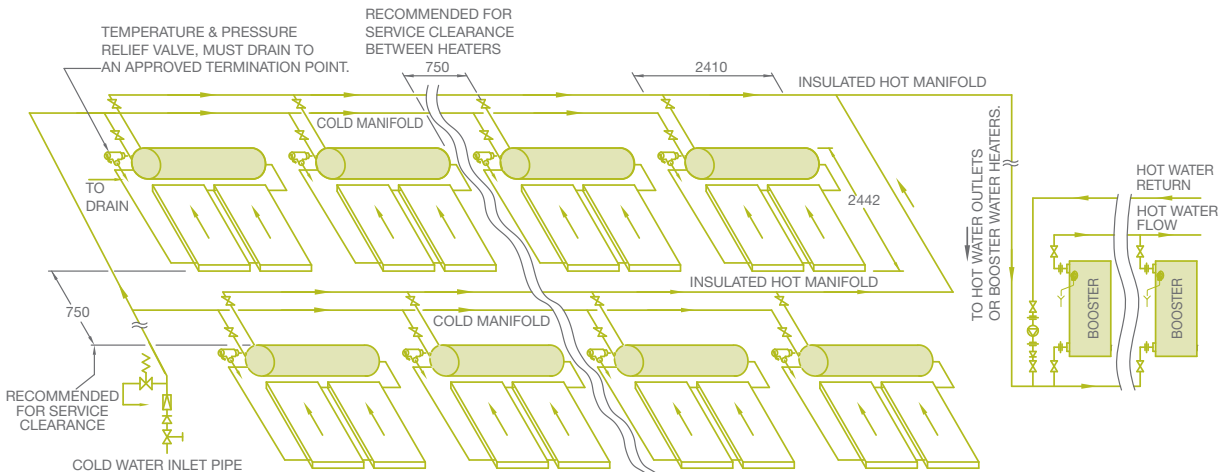 TEMPERATURE & PRESSURE
RELIEF VALVE, MUST DRAIN TO
AN APPROVED TERMINATION POINT.
RECOMMENDED FOR
SERVICE CLEARANCE
BETWEEN HEATERS
750
2410
INSULATED HOT MANIFOLD
COLD MANIFOLD
TO
DRAIN
2442
TO HOT WATER OUTLETS
OR BOOSTER WATER HEATERS.
HOT WATER
RETURN
HOT WATER
FLOW
BOOSTER
BOOSTER
INSULATED HOT MANIFOLD
COLD MANIFOLD
750
RECOMMENDED
FOR SERVICE
CLEARANCE
COLD WATER INLET PIPE